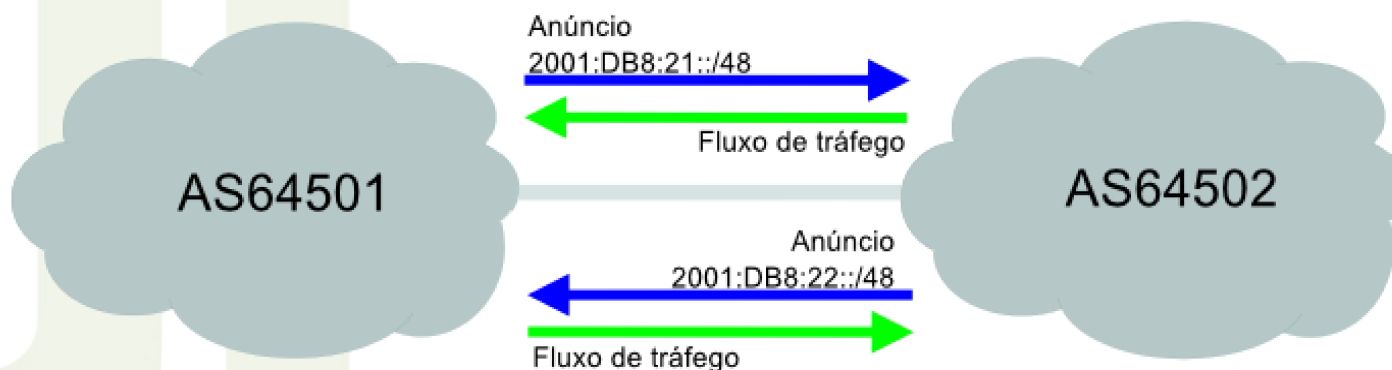 Anúncio
2001:DB8:21::/48
Fluxo de tráfego
AS64501
AS64502
Anúncio
2001:DB8:22::/48
Fluxo de tráfego